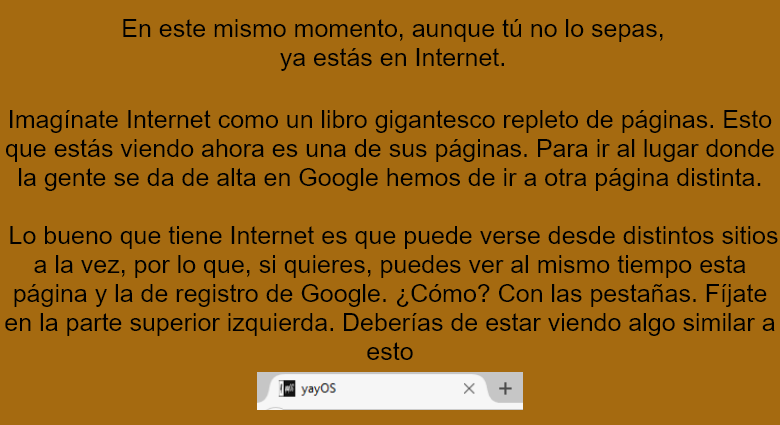 En este mismo momento, aunque tú no lo sepas,
ya estás en Internet.
Imagínate Internet como un libro gigantesco repleto de páginas. Esto
que estás viendo ahora es una de sus páginas. Para ir al lugar donde
la gente se da de alta en Google hemos de ir a otra página distinta.
Lo bueno que tiene Internet es que puede verse desde distintos sitios
a la vez, por lo que, si quieres, puedes ver al mismo tiempo esta
página y la de registro de Google. ¿Cómo? Con las pestañas. Fíjate
en la parte superior izquierda. Deberías de estar viendo algo similar a
esto
yayOS